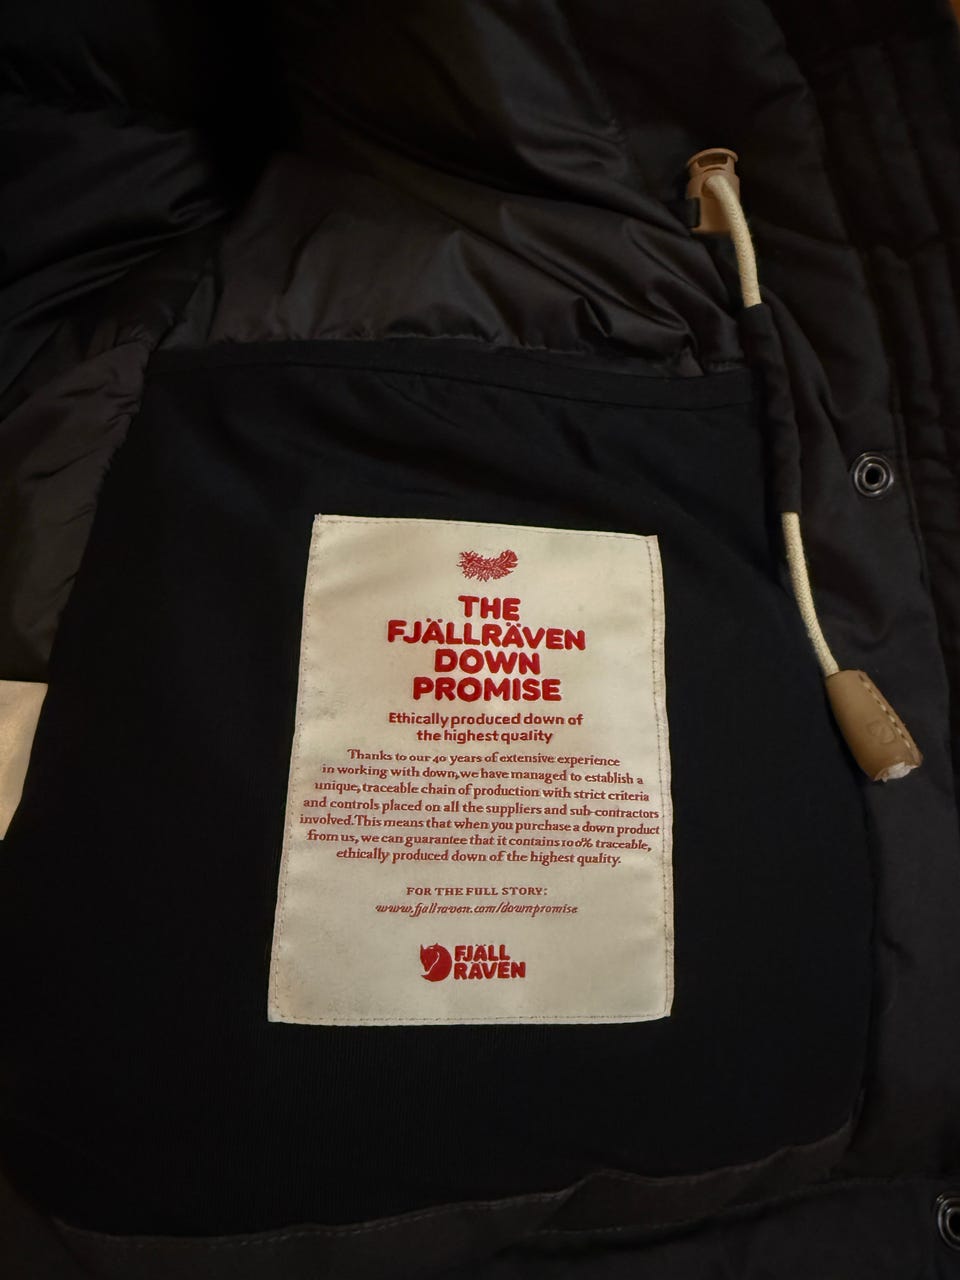 THE
FJÄLLRÄVEN
DOWN
PROMISE
Ethically produced down of
the highest quality
Thanks to our 40 years of extensive experience
in working with down, we have managed to establish a
unique, traceable chain of production with strict criteria
and controls placed on all the suppliers and sub-contractors
involved. This means that when you purchase a down product
from us, we can guarantee that it contains 100% traceable,
ethically produced down of the highest quality.
FOR THE FULL STORY:
www.fjallraven.com/downpromise
FJÄLL
RÄVEN